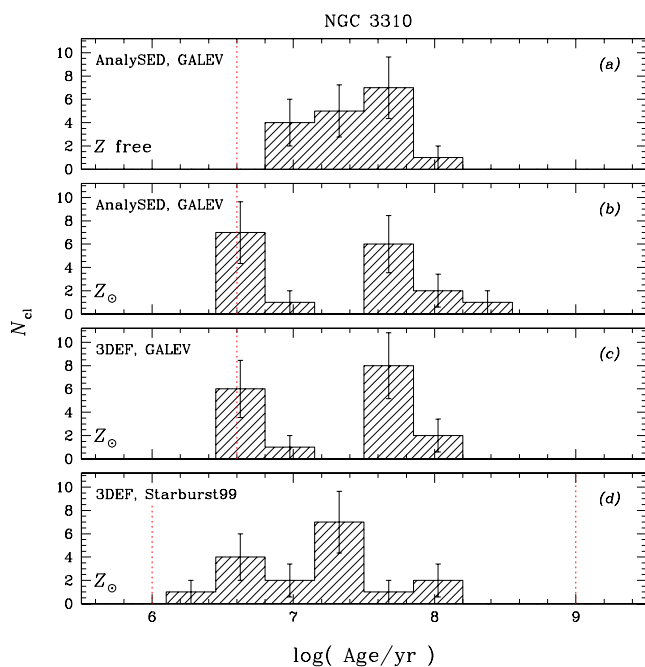 NGC 3310
10
8
6
4
2
0
AnalySED, GALEV
(a)
Z free
10
8
6
4
2
0
AnalySED, GALEV
(b)
Z⊙
10
8
6
4
2
0
3DEF, GALEV
(c)
Z⊙
10
8
6
4
2
0
3DEF, Starburst99
(d)
Z⊙
N_cl
6
7
8
9
log( Age/yr )